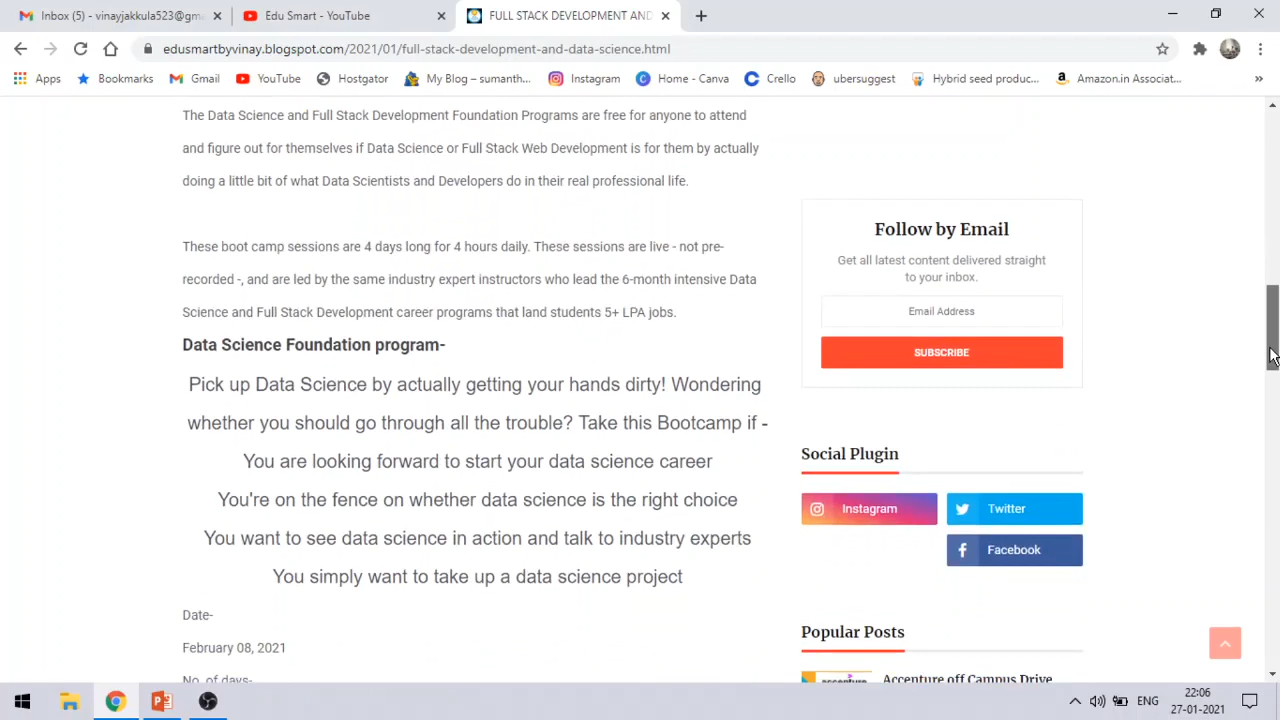 Inbox (5) - vinayjakkula523@gm
Edu Smart - YouTube
FULL STACK DEVELOPMENT AND
edusmartbyvinay.blogspot.com/2021/01/full-stack-development-and-data-science.html
Apps
Bookmarks
Gmail
YouTube
Hostgator
My Blog – sumanth...
Instagram
Home - Canva
Crello
ubersuggest
Hybrid seed produc...
Amazon.in Associat...
»
The Data Science and Full Stack Development Foundation Programs are free for anyone to attend
and figure out for themselves if Data Science or Full Stack Web Development is for them by actually
doing a little bit of what Data Scientists and Developers do in their real professional life.
These boot camp sessions are 4 days long for 4 hours daily. These sessions are live - not pre-
recorded -, and are led by the same industry expert instructors who lead the 6-month intensive Data
Science and Full Stack Development career programs that land students 5+ LPA jobs.
Data Science Foundation program-
Pick up Data Science by actually getting your hands dirty! Wondering
whether you should go through all the trouble? Take this Bootcamp if -
You are looking forward to start your data science career
You're on the fence on whether data science is the right choice
You want to see data science in action and talk to industry experts
You simply want to take up a data science project
Date-
February 08, 2021
No. of days-
Follow by Email
Get all latest content delivered straight
to your inbox.
Email Address
SUBSCRIBE
Social Plugin
Instagram
Twitter
Facebook
Popular Posts
accenture
Accenture off Campus Drive
ENG
22:06
27-01-2021